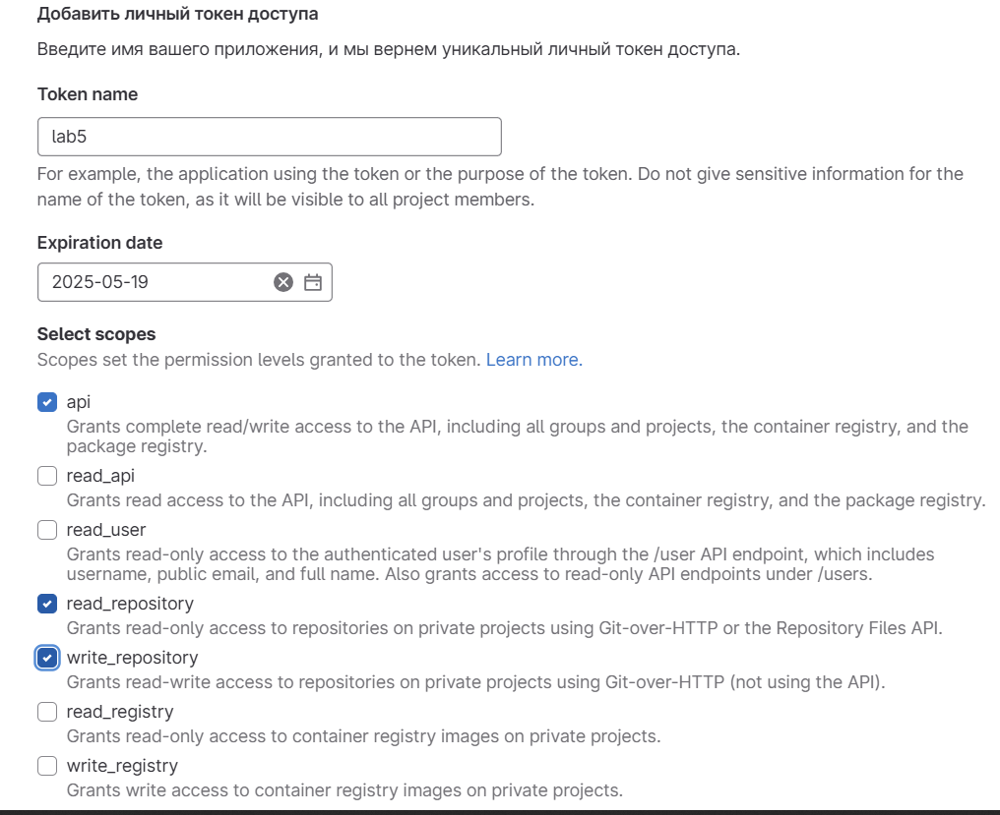 Добавить личный токен доступа
Введите имя вашего приложения, и мы вернем уникальный личный токен доступа.
Token name
lab5
For example, the application using the token or the purpose of the token. Do not give sensitive information for the
name of the token, as it will be visible to all project members.
Expiration date
2025-05-19
Select scopes
Scopes set the permission levels granted to the token. Learn more.
api
Grants complete read/write access to the API, including all groups and projects, the container registry, and the
package registry.
read_api
Grants read access to the API, including all groups and projects, the container registry, and the package registry.
read_user
Grants read-only access to the authenticated user's profile through the /user API endpoint, which includes
username, public email, and full name. Also grants access to read-only API endpoints under /users.
read_repository
Grants read-only access to repositories on private projects using Git-over-HTTP or the Repository Files API.
write_repository
Grants read-write access to repositories on private projects using Git-over-HTTP (not using the API).
read_registry
Grants read-only access to container registry images on private projects.
write_registry
Grants write access to container registry images on private projects.